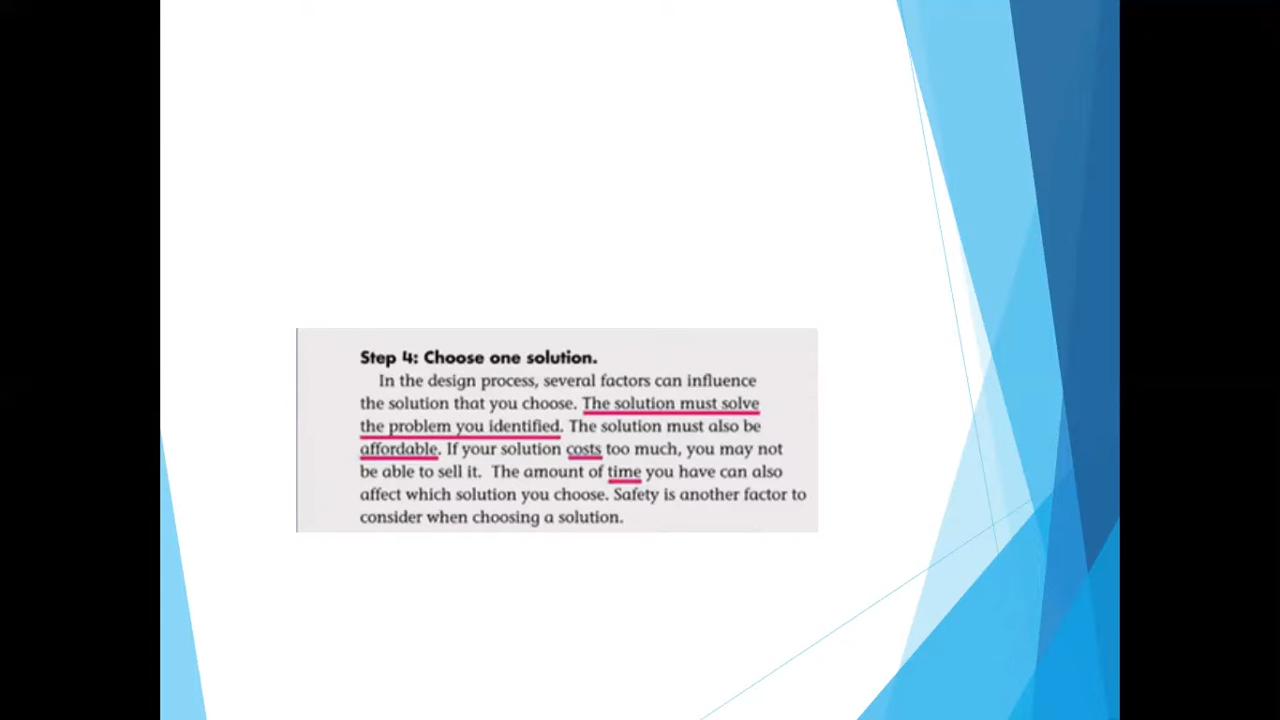 Step 4: Choose one solution.
In the design process, several factors can influence
the solution that you choose. The solution must solve
the problem you identified. The solution must also be
affordable. If your solution costs too much, you may not
be able to sell it. The amount of time you have can also
affect which solution you choose. Safety is another factor to
consider when choosing a solution.